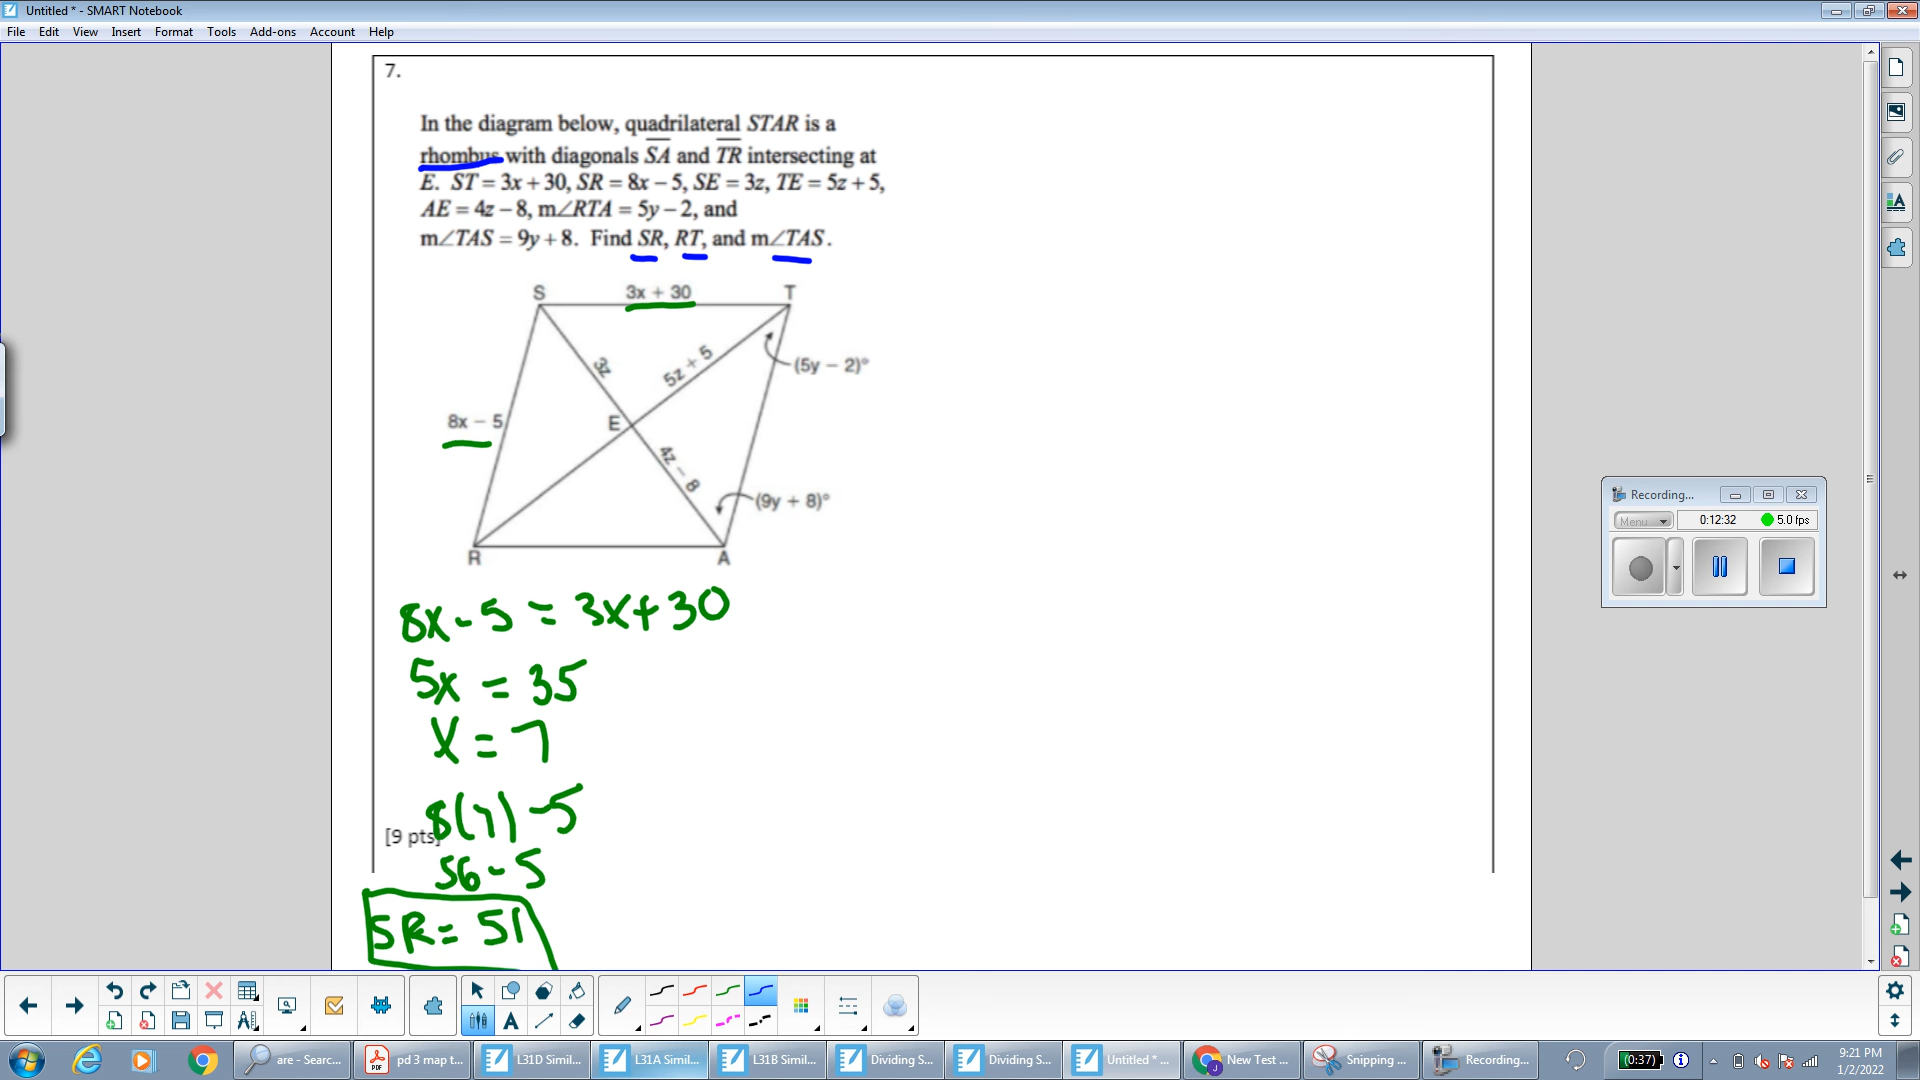 Untitled * - SMART Notebook
File Edit View Insert Format Tools Add-ons Account Help
7.
In the diagram below, quadrilateral STAR is a
rhombus with diagonals SA and TR intersecting at
E. ST = 3x + 30, SR = 8x − 5, SE = 3z, TE = 5z + 5,
AE = 4z − 8, m∠RTA = 5y − 2, and
m∠TAS = 9y + 8. Find SR, RT, and m∠TAS.
S 3x + 30 T
3z
5z + 5
(5y − 2)°
8x − 5
E
4z − 8
(9y + 8)°
R A
8x - 5 = 3x + 30
5x = 35
x = 7
8(7) - 5
[9 pts]
56 - 5
SR = 51
Recording...
Menu 0:12:32 5.0 fps
are - Searc...
pd 3 map t...
L31D Simil...
L31A Simil...
L31B Simil...
Dividing S...
Dividing S...
Untitled * ...
New Test ...
Snipping ...
Recording...
(0:37)
9:21 PM
1/2/2022